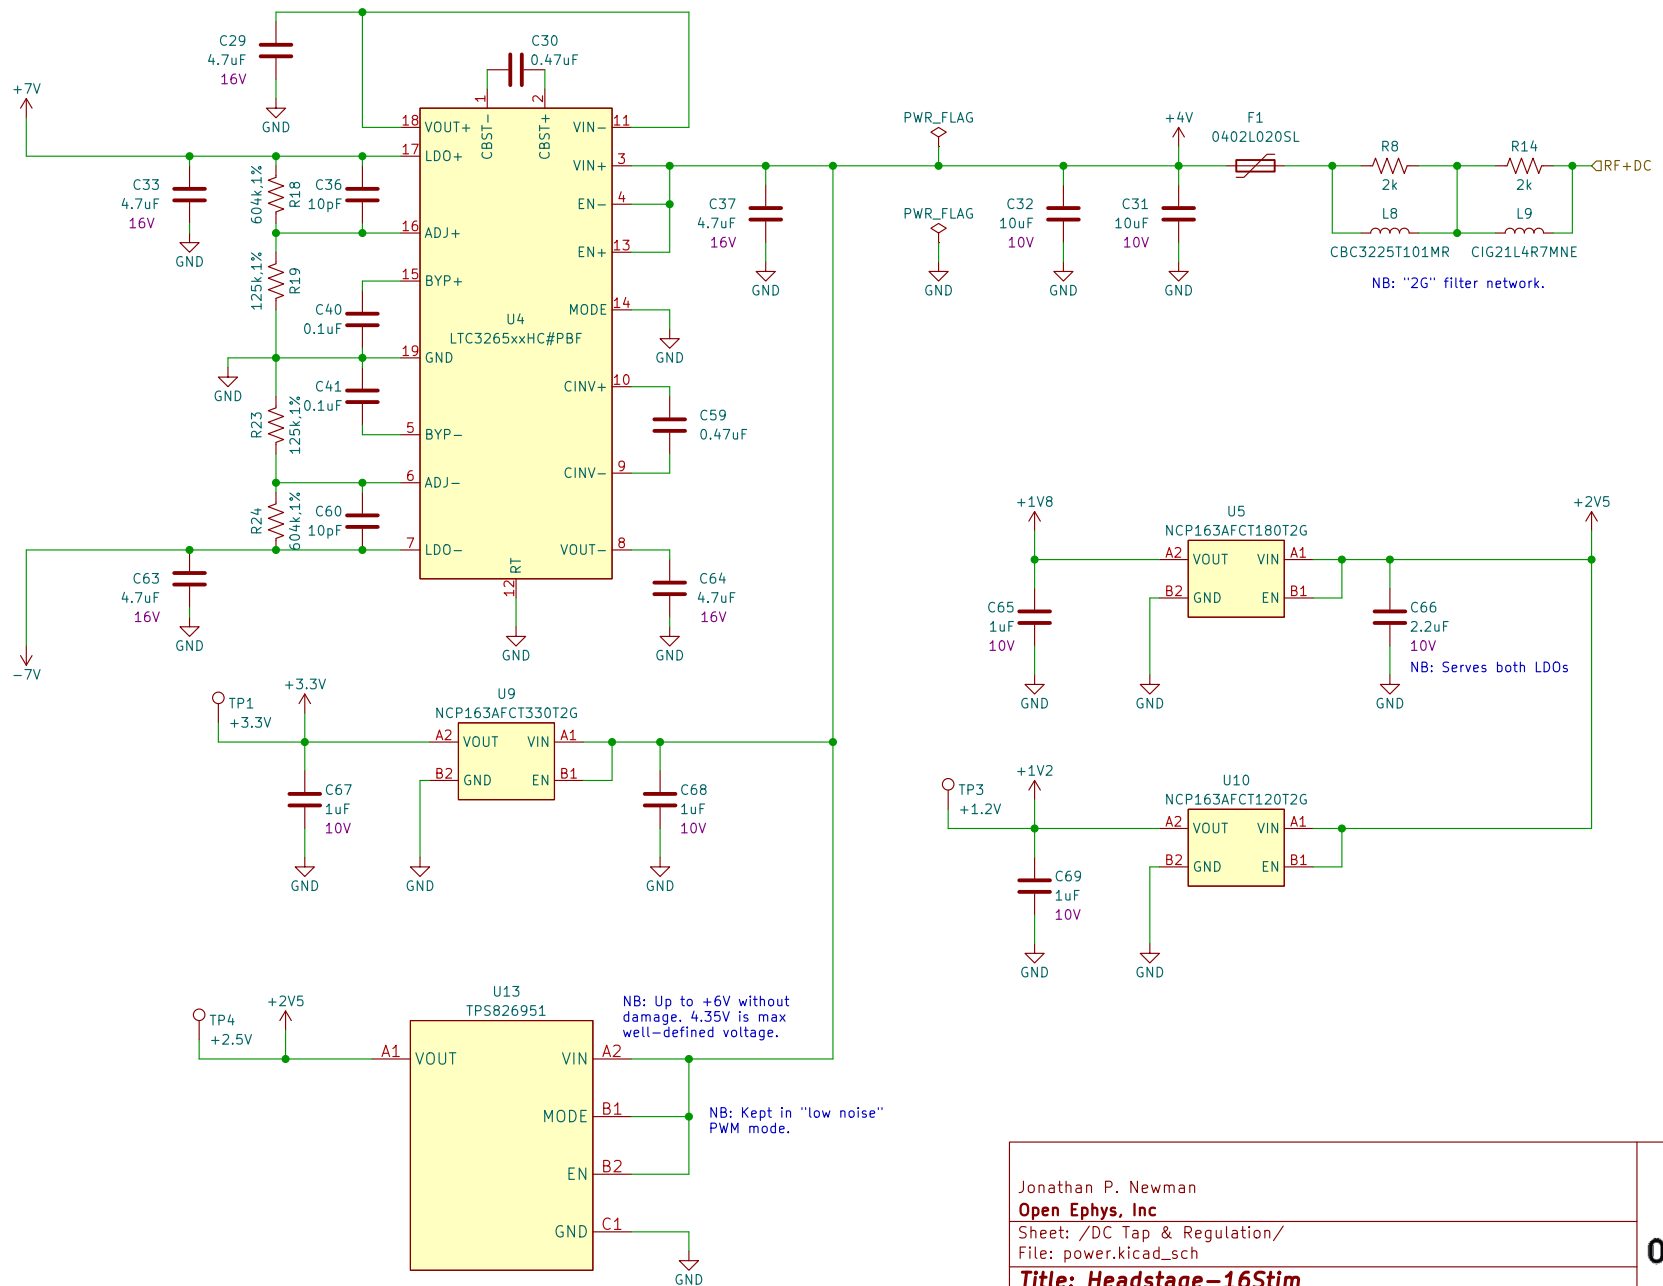 C29
4.7uF
16V
GND
C30
0.47uF
+7V
C33
4.7uF
16V
GND
604k,1%
R18
C36
10pF
125k,1%
R19
C40
0.1uF
GND
C41
0.1uF
R23
125k,1%
R24
604k,1%
C60
10pF
C63
4.7uF
16V
GND
-7V
1
2
CBST-
CBST+
18
VOUT+
VIN-
11
17
LDO+
VIN+
3
EN-
4
16
ADJ+
EN+
13
15
BYP+
MODE
14
U4
LTC3265xxHC#PBF
19
GND
CINV+
10
5
BYP-
CINV-
9
6
ADJ-
7
LDO-
VOUT-
8
RT
12
GND
GND
C59
0.47uF
C64
4.7uF
16V
GND
C37
4.7uF
16V
GND
PWR_FLAG
PWR_FLAG
GND
C32
10uF
10V
GND
+4V
C31
10uF
10V
GND
F1
0402L020SL
R8
2k
R14
2k
RF+DC
L8
CBC3225T101MR
L9
CIG21L4R7MNE
NB: "2G" filter network.
+1V8
U5
NCP163AFCT180T2G
+2V5
A2
VOUT
VIN
A1
B2
GND
EN
B1
C65
1uF
10V
GND
GND
C66
2.2uF
10V
NB: Serves both LDOs
GND
TP1
+3.3V
+3.3V
U9
NCP163AFCT330T2G
A2
VOUT
VIN
A1
B2
GND
EN
B1
C67
1uF
10V
GND
GND
C68
1uF
10V
GND
TP3
+1.2V
+1V2
U10
NCP163AFCT120T2G
A2
VOUT
VIN
A1
B2
GND
EN
B1
C69
1uF
10V
GND
GND
TP4
+2.5V
+2V5
U13
TPS826951
A1
VOUT
VIN
A2
MODE
B1
EN
B2
GND
C1
GND
NB: Up to +6V without
damage. 4.35V is max
well-defined voltage.
NB: Kept in "low noise"
PWM mode.
Jonathan P. Newman
Open Ephys, Inc
Sheet: /DC Tap & Regulation/
File: power.kicad_sch
Title: Headstage-16Stim